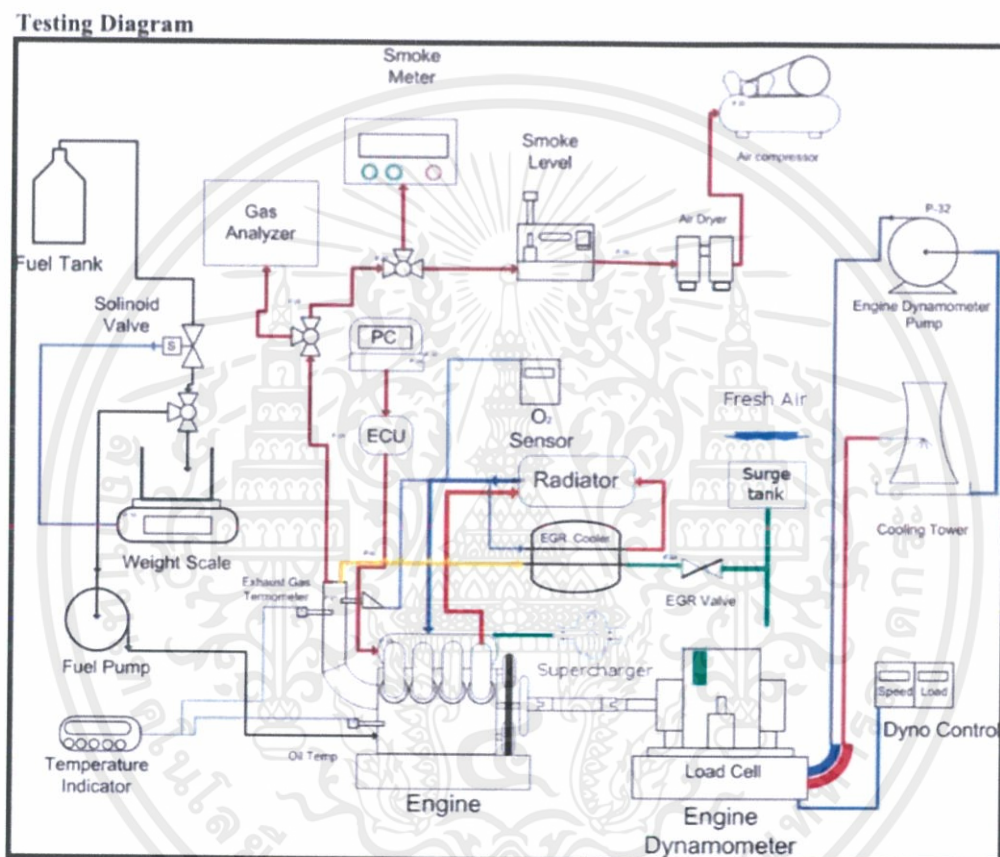 Testing Diagram
Smoke
Meter
Smoke
Level
Air compressor
Gas
Analyzer
Air Dryer
P-32
Fuel Tank
Engine Dynamometer
Pump
Solinoid
Valve
S
PC
ECU
O₂
Sensor
Fresh Air
Radiator
Surge
tank
EGR. Cooler
Cooling Tower
Weight Scale
Exhaust Gas
Termometer
EGR Valve
Fuel Pump
Supercharger
Speed
Load
Dyno Control
Oil Temp
Temperature
Indicator
Load Cell
Engine
Engine
Dynamometer